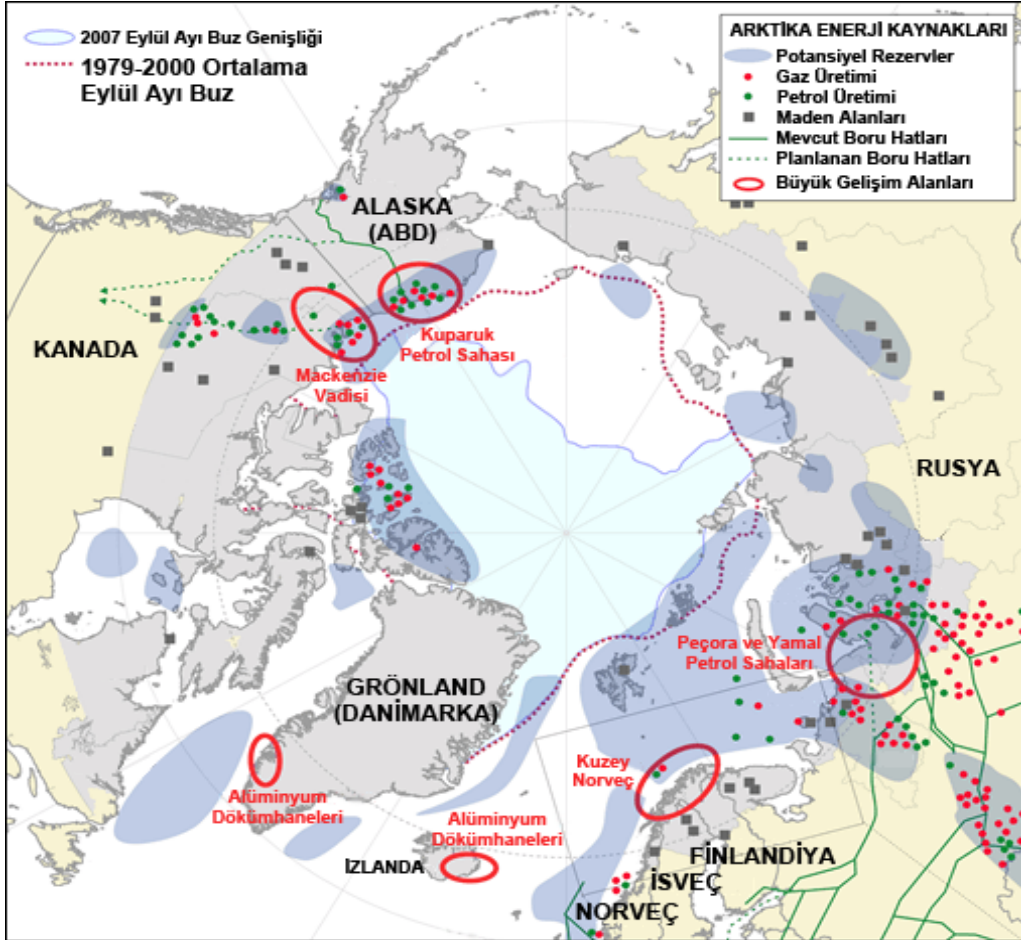 2007 Eylül Ayı Buz Genişliği
1979-2000 Ortalama
Eylül Ayı Buz
ARKTİKA ENERJİ KAYNAKLARI
Potansiyel Rezervler
Gaz Üretimi
Petrol Üretimi
Maden Alanları
Mevcut Boru Hatları
Planlanan Boru Hatları
Büyük Gelişim Alanları
ALASKA
(ABD)
KANADA
Kuparuk
Petrol Sahası
Mackenzie
Vadisi
RUSYA
Peçora ve Yamal
Petrol Sahaları
GRÖNLAND
(DANİMARKA)
Kuzey
Norveç
Alüminyum
Dökümhaneleri
Alüminyum
Dökümhaneleri
İZLANDA
FİNLANDİYA
İSVEÇ
NORVEÇ